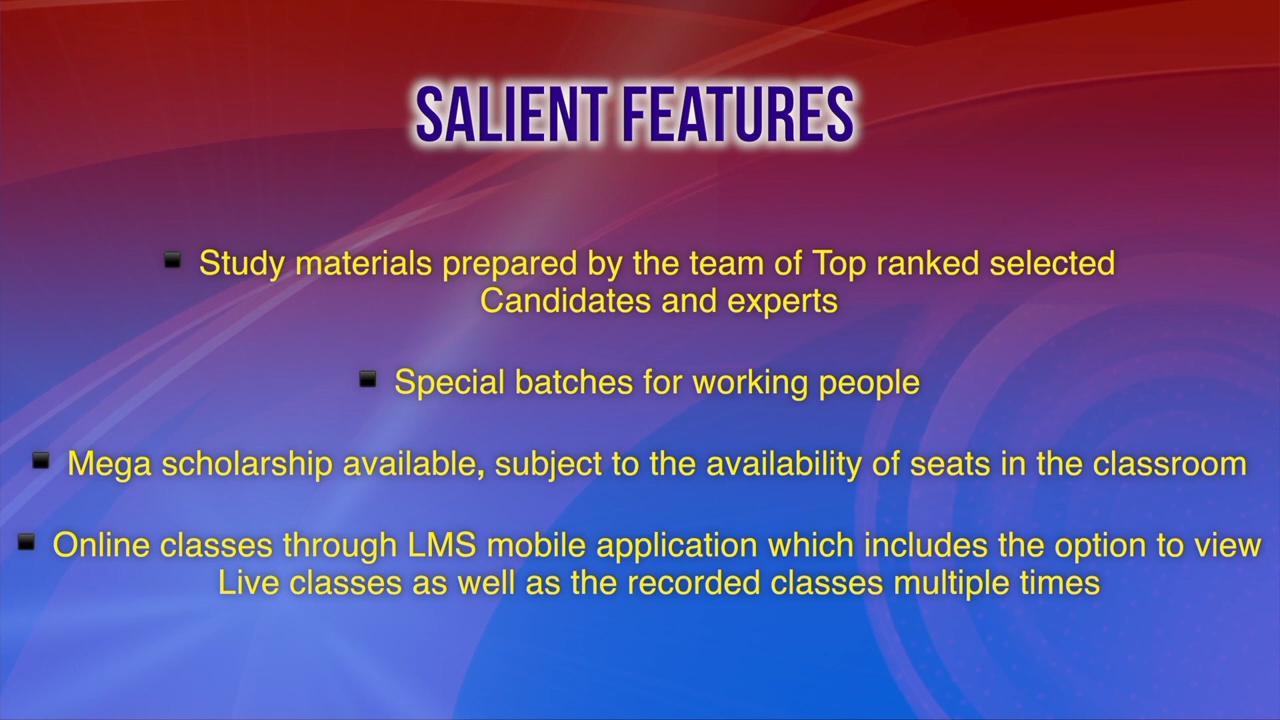 SALIENT FEATURES
▪ Study materials prepared by the team of Top ranked selected
Candidates and experts
▪ Special batches for working people
▪ Mega scholarship available, subject to the availability of seats in the classroom
▪ Online classes through LMS mobile application which includes the option to view
Live classes as well as the recorded classes multiple times